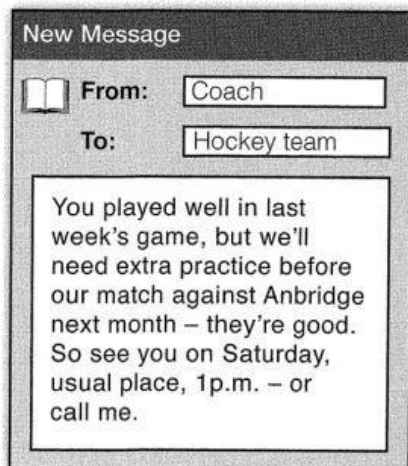 New Message
From: Coach
To: Hockey team
You played well in last
week's game, but we'll
need extra practice before
our match against Anbridge
next month – they're good.
So see you on Saturday,
usual place, 1p.m. – or
call me.